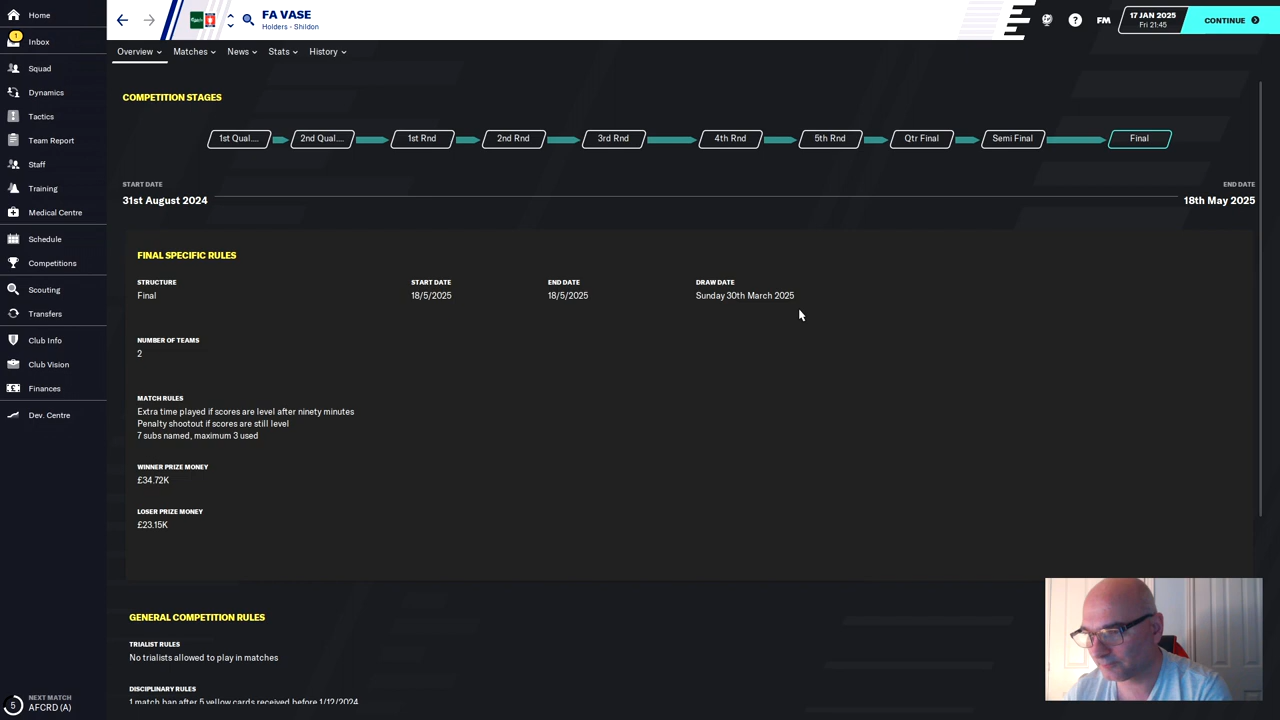 Home
1
Inbox
Squad
Dynamics
Tactics
Team Report
Staff
Training
Medical Centre
Schedule
Competitions
Scouting
Transfers
Club Info
Club Vision
Finances
Dev. Centre
5
NEXT MATCH
AFCRD (A)
FA VASE
Holders - Shildon
?
FM
17 JAN 2025
Fri 21:45
CONTINUE
Overview
Matches
News
Stats
History
COMPETITION STAGES
1st Qual....
2nd Qual....
1st Rnd
2nd Rnd
3rd Rnd
4th Rnd
5th Rnd
Qtr Final
Semi Final
Final
START DATE
31st August 2024
END DATE
18th May 2025
FINAL SPECIFIC RULES
STRUCTURE
Final
START DATE
18/5/2025
END DATE
18/5/2025
DRAW DATE
Sunday 30th March 2025
NUMBER OF TEAMS
2
MATCH RULES
Extra time played if scores are level after ninety minutes
Penalty shootout if scores are still level
7 subs named, maximum 3 used
WINNER PRIZE MONEY
£34.72K
LOSER PRIZE MONEY
£23.15K
GENERAL COMPETITION RULES
TRIALIST RULES
No trialists allowed to play in matches
DISCIPLINARY RULES
1 match ban after 5 yellow cards received before 1/12/2024